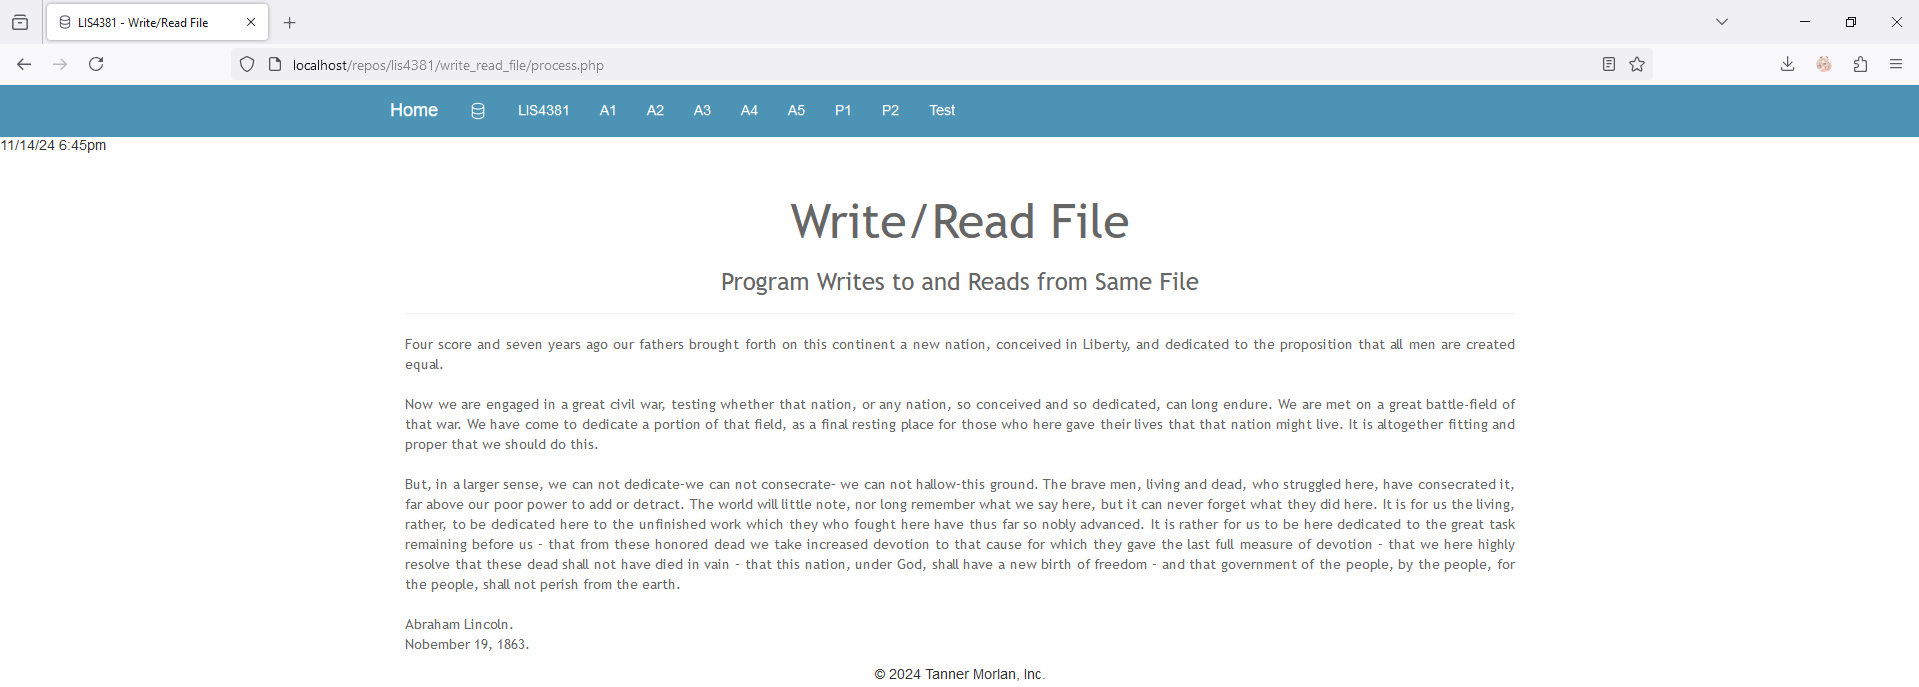 LIS4381 - Write/Read File
localhost/repos/lis4381/write_read_file/process.php
Home LIS4381 A1 A2 A3 A4 A5 P1 P2 Test
11/14/24 6:45pm
Write/Read File
Program Writes to and Reads from Same File
Four score and seven years ago our fathers brought forth on this continent a new nation, conceived in Liberty, and dedicated to the proposition that all men are created
equal.
Now we are engaged in a great civil war, testing whether that nation, or any nation, so conceived and so dedicated, can long endure. We are met on a great battle-field of
that war. We have come to dedicate a portion of that field, as a final resting place for those who here gave their lives that that nation might live. It is altogether fitting and
proper that we should do this.
But, in a larger sense, we can not dedicate-we can not consecrate- we can not hallow-this ground. The brave men, living and dead, who struggled here, have consecrated it,
far above our poor power to add or detract. The world will little note, nor long remember what we say here, but it can never forget what they did here. It is for us the living,
rather, to be dedicated here to the unfinished work which they who fought here have thus far so nobly advanced. It is rather for us to be here dedicated to the great task
remaining before us - that from these honored dead we take increased devotion to that cause for which they gave the last full measure of devotion - that we here highly
resolve that these dead shall not have died in vain - that this nation, under God, shall have a new birth of freedom - and that government of the people, by the people, for
the people, shall not perish from the earth.
Abraham Lincoln.
Nobember 19, 1863.
© 2024 Tanner Morlan, Inc.